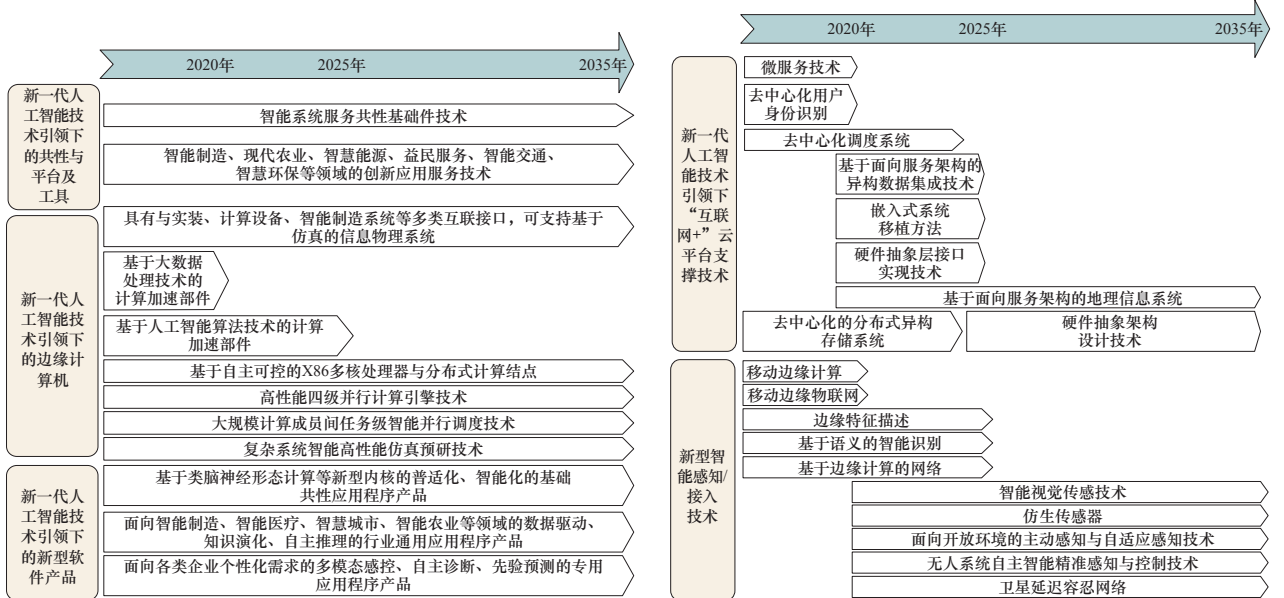 2020年
2025年
2035年
新一代人
工智能技
术引领下
的共性与
平台及
工具
智能系统服务共性基础件技术
智能制造、现代农业、智慧能源、益民服务、智能交通、
智慧环保等领域的创新应用服务技术
新一代人
工智能技
术引领下
的边缘计
算机
具有与实装、计算设备、智能制造系统等多类互联接口，可支持基于
仿真的信息物理系统
基于大数据
处理技术的
计算加速部件
基于人工智能算法技术的计算
加速部件
基于自主可控的X86多核处理器与分布式计算结点
高性能四级并行计算引擎技术
大规模计算成员间任务级智能并行调度技术
复杂系统智能高性能仿真预研技术
新一代人
工智能技
术引领下
的新型软
件产品
基于类脑神经形态计算等新型内核的普适化、智能化的基础
共性应用程序产品
面向智能制造、智能医疗、智慧城市、智能农业等领域的数据驱动、
知识演化、自主推理的行业通用应用程序产品
面向各类企业个性化需求的多模态感控、自主诊断、先验预测的专用
应用程序产品
2020年
2025年
2035年
新一代
人工智
能技术
引领下
“互联
网+”云
平台支
撑技术
微服务技术
去中心化用户
身份识别
去中心化调度系统
基于面向服务架构的
异构数据集成技术
嵌入式系统
移植方法
硬件抽象层接口
实现技术
基于面向服务架构的地理信息系统
去中心化的分布式异构
存储系统
硬件抽象架构
设计技术
新型智
能感知/
接入
技术
移动边缘计算
移动边缘物联网
边缘特征描述
基于语义的智能识别
基于边缘计算的网络
智能视觉传感技术
仿生传感器
面向开放环境的主动感知与自适应感知技术
无人系统自主智能精准感知与控制技术
卫星延迟容忍网络